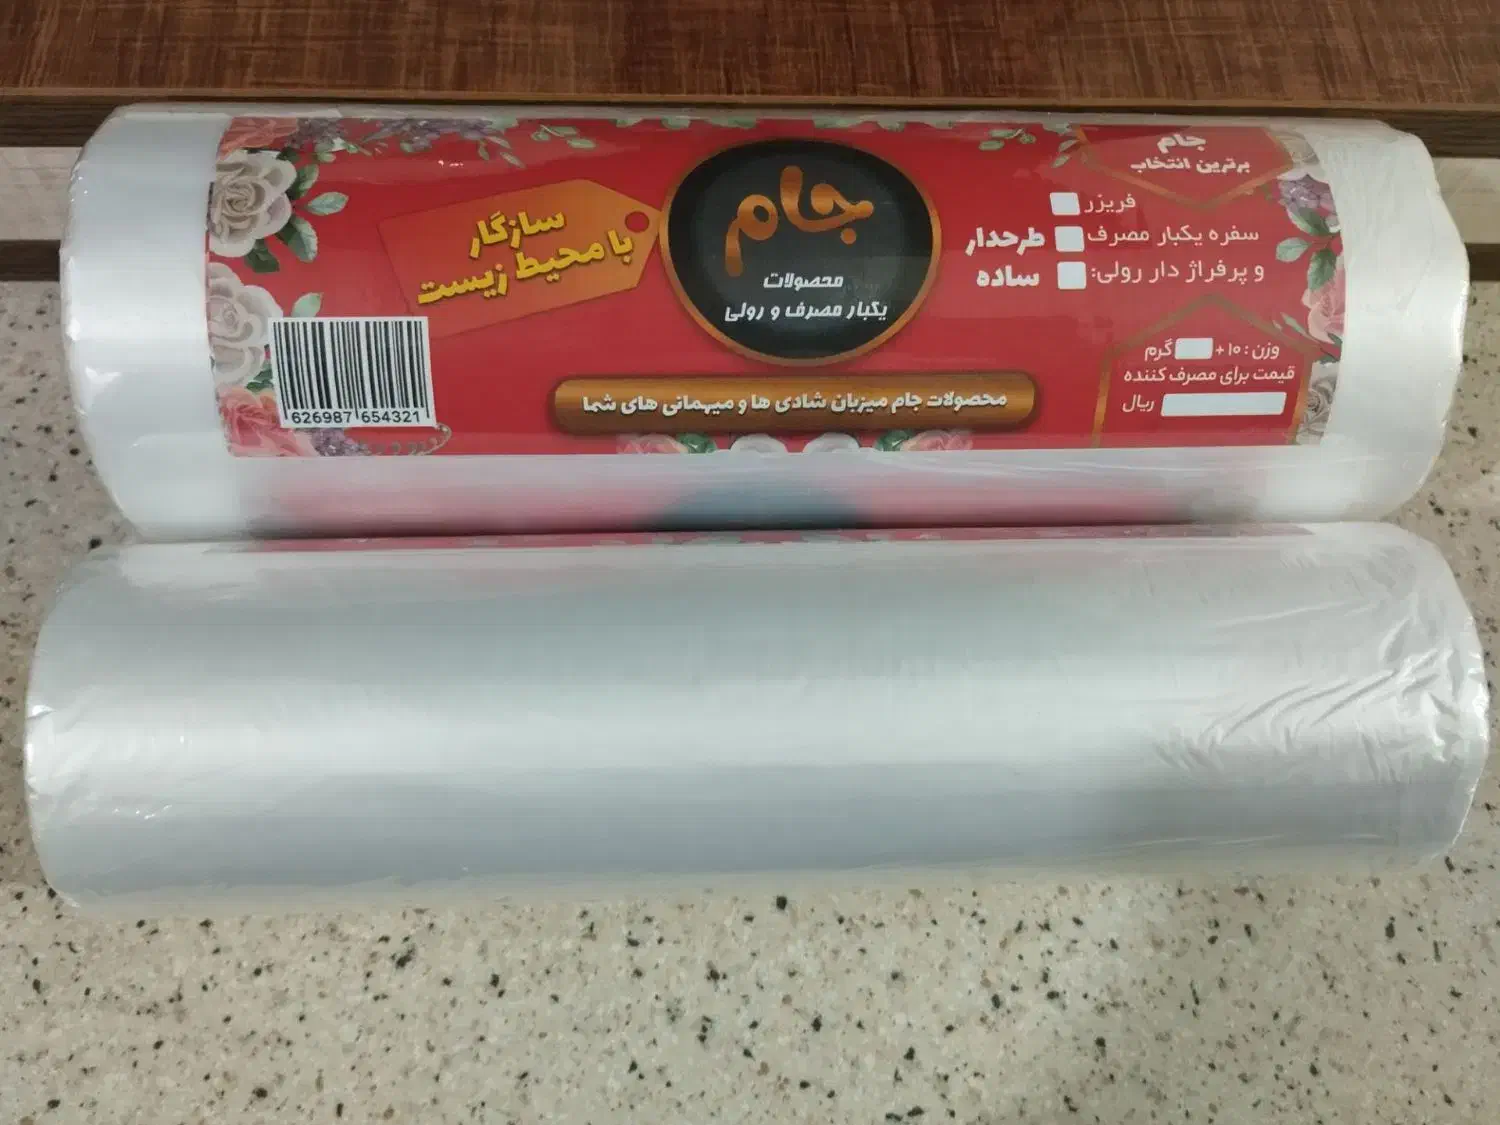 جام
برترین انتخاب
فریزر
سفره یکبار مصرف طرحدار
و پرفراژ دار رولی: ساده
وزن: ۱۰ + گرم
قیمت برای مصرف کننده
ریال
جام
محصولات
یکبار مصرف و رولی
سازگار
با محیط زیست
محصولات جام میزبان شادی ها و میهمانی های شما
626987 654321